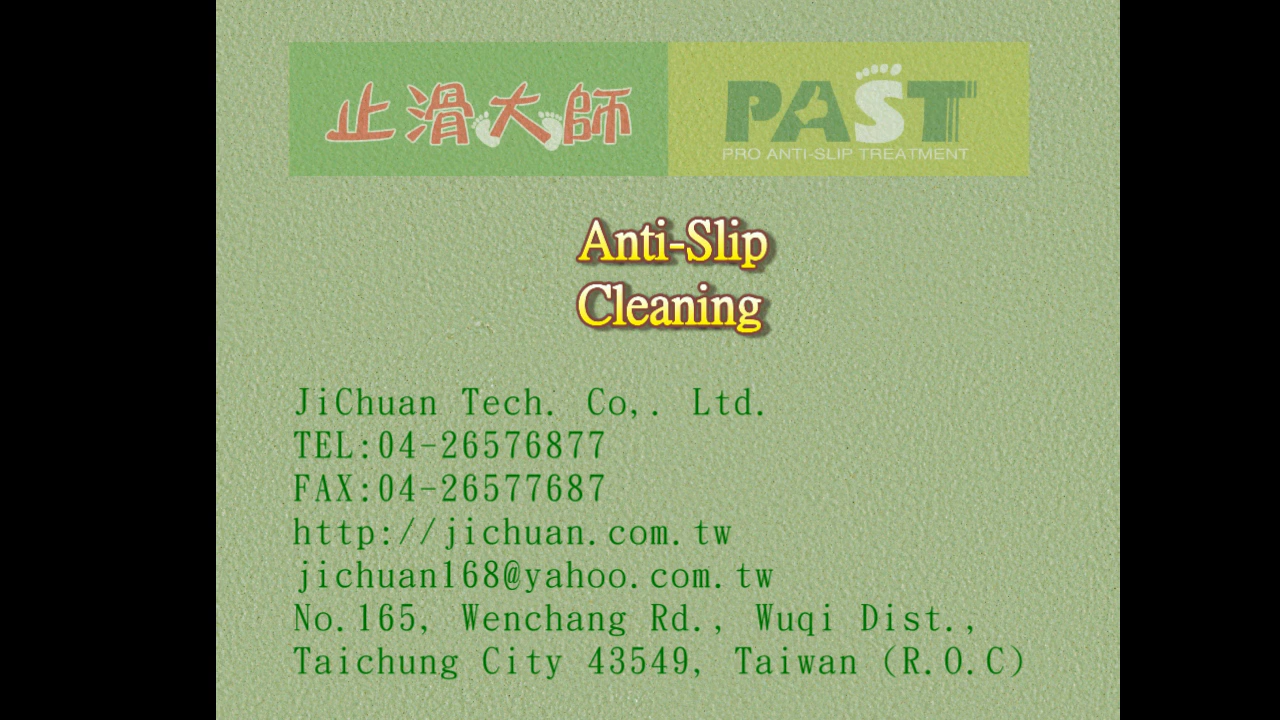 止滑大師
PAST
PRO ANTI-SLIP TREATMENT
Anti-Slip
Cleaning
JiChuan Tech. Co,. Ltd.
TEL:04-26576877
FAX:04-26577687
http://jichuan.com.tw
jichuan168@yahoo.com.tw
No.165, Wenchang Rd., Wuqi Dist.,
Taichung City 43549, Taiwan (R.O.C)